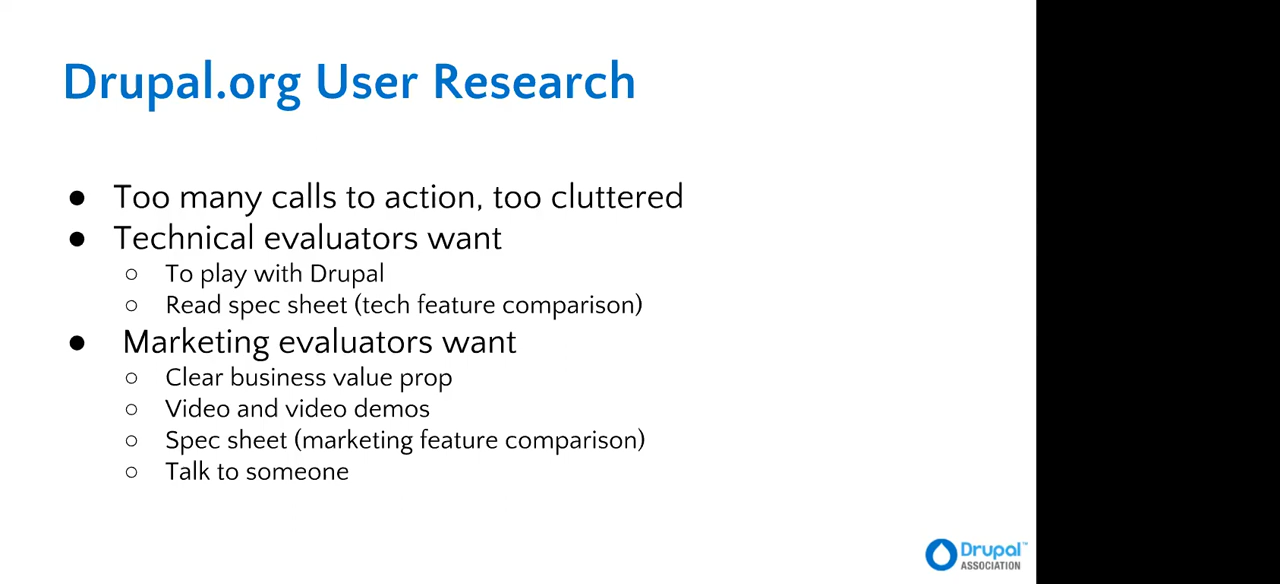 Drupal.org User Research
● Too many calls to action, too cluttered
● Technical evaluators want
○ To play with Drupal
○ Read spec sheet (tech feature comparison)
● Marketing evaluators want
○ Clear business value prop
○ Video and video demos
○ Spec sheet (marketing feature comparison)
○ Talk to someone
Drupal™
ASSOCIATION